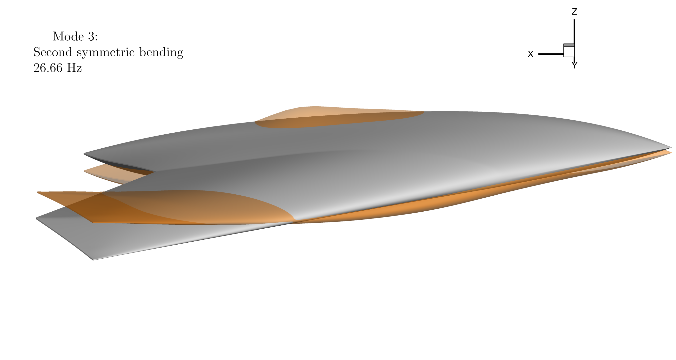 Mode 3:
Second symmetric bending
26.66 Hz
Z
X
Y